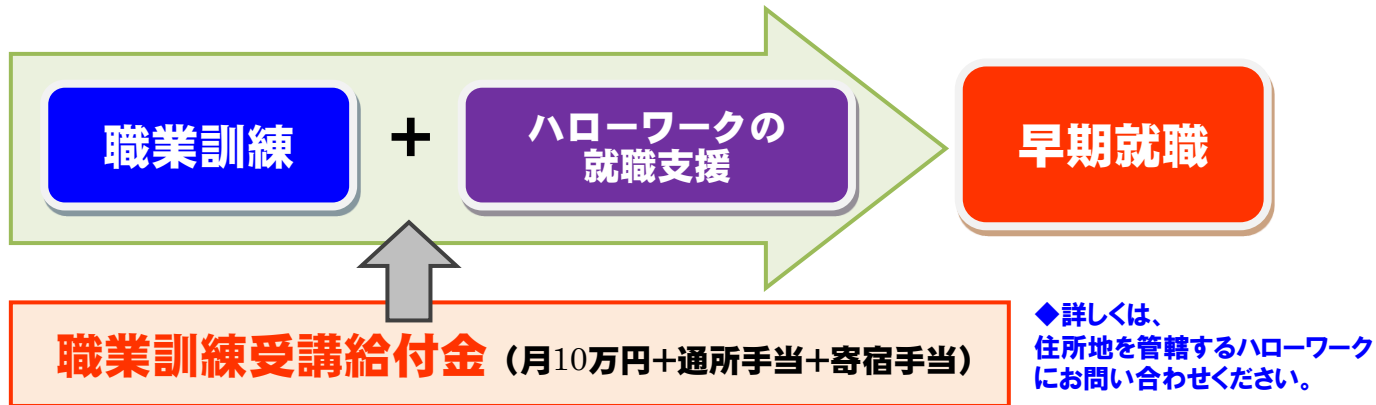 職業訓練
+
ハローワークの
就職支援
早期就職
職業訓練受講給付金（月10万円+通所手当+寄宿手当）
◆詳しくは、
住所地を管轄するハローワーク
にお問い合わせください。